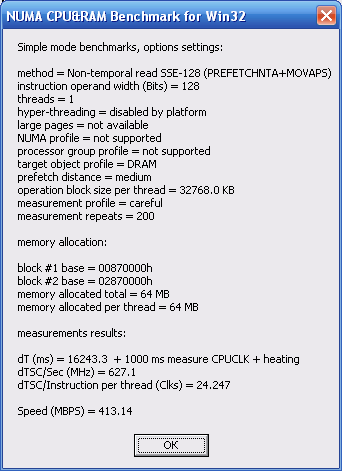 NUMA CPU&RAM Benchmark for Win32
Simple mode benchmarks, options settings:
method = Non-temporal read SSE-128 (PREFETCHNTA+MOVAPS)
instruction operand width (Bits) = 128
threads = 1
hyper-threading = disabled by platform
large pages = not available
NUMA profile = not supported
processor group profile = not supported
target object profile = DRAM
prefetch distance = medium
operation block size per thread = 32768.0 KB
measurement profile = careful
measurement repeats = 200
memory allocation:
block #1 base = 00870000h
block #2 base = 02870000h
memory allocated total = 64 MB
memory allocated per thread = 64 MB
measurements results:
dT (ms) = 16243.3  + 1000 ms measure CPUCLK + heating
dTSC/Sec (MHz) = 627.1
dTSC/Instruction per thread (Clks) = 24.247
Speed (MBPS) = 413.14
OK